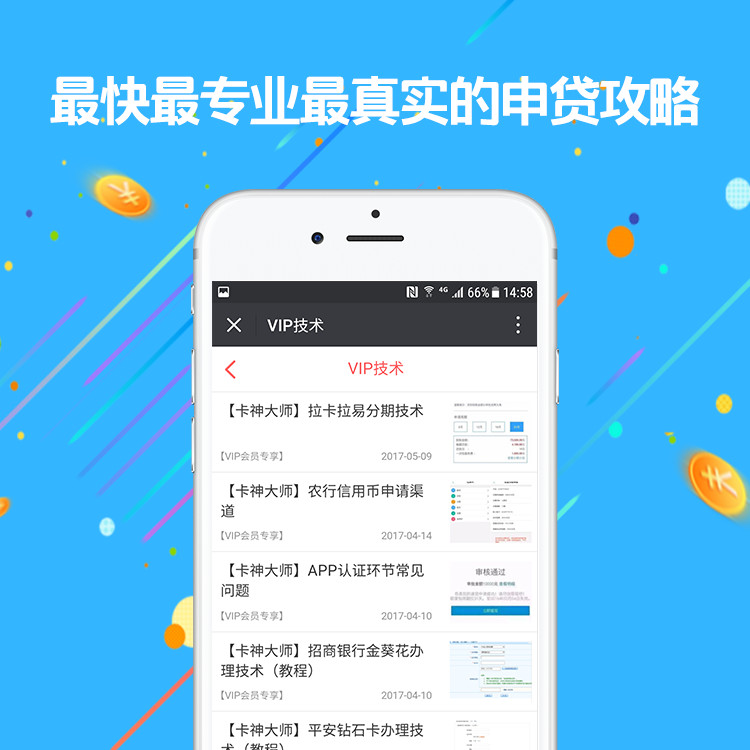 最快最专业最真实的申贷攻略
4G 66% 14:58
VIP技术
VIP技术
【卡神大师】拉卡拉易分期技术
【VIP会员专享】 2017-05-09
【卡神大师】农行信用币申请渠
道
【VIP会员专享】 2017-04-14
【卡神大师】APP认证环节常见
问题
【VIP会员专享】 2017-04-10
审核通过
【卡神大师】招商银行金葵花办
理技术（教程）
【VIP会员专享】 2017-04-10
【卡神大师】平安钻石卡办理技
术（教程）